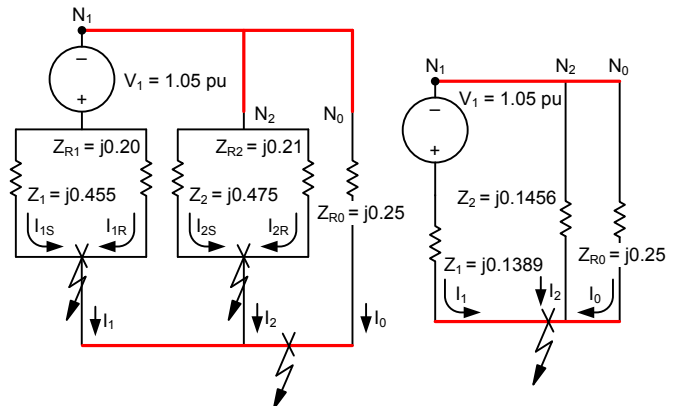 N1
V1 = 1.05 pu
N2
N0
ZR1 = j0.20
ZR2 = j0.21
Z1 = j0.455
Z2 = j0.475
ZR0 = j0.25
I1S
I1R
I2S
I2R
I1
I2
I0
N1
N2
N0
V1 = 1.05 pu
Z2 = j0.1456
Z1 = j0.1389
ZR0 = j0.25
I1
I2
I0